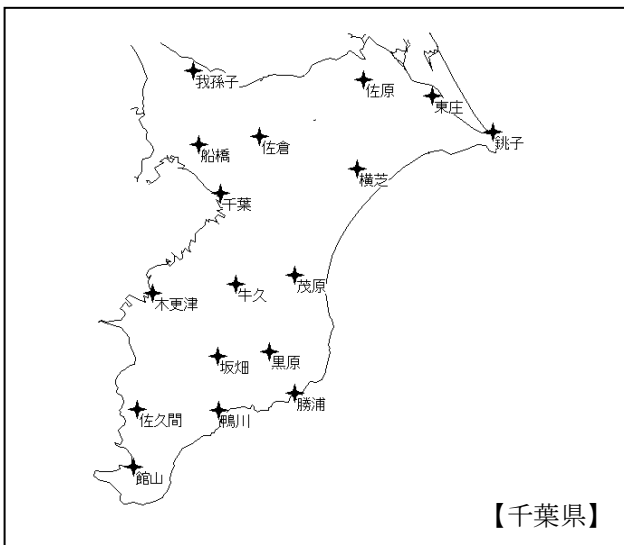 我孫子
佐原
東庄
銚子
船橋
佐倉
横芝
千葉
木更津
牛久
茂原
坂畑
黒原
勝浦
佐久間
鴨川
館山
【千葉県】